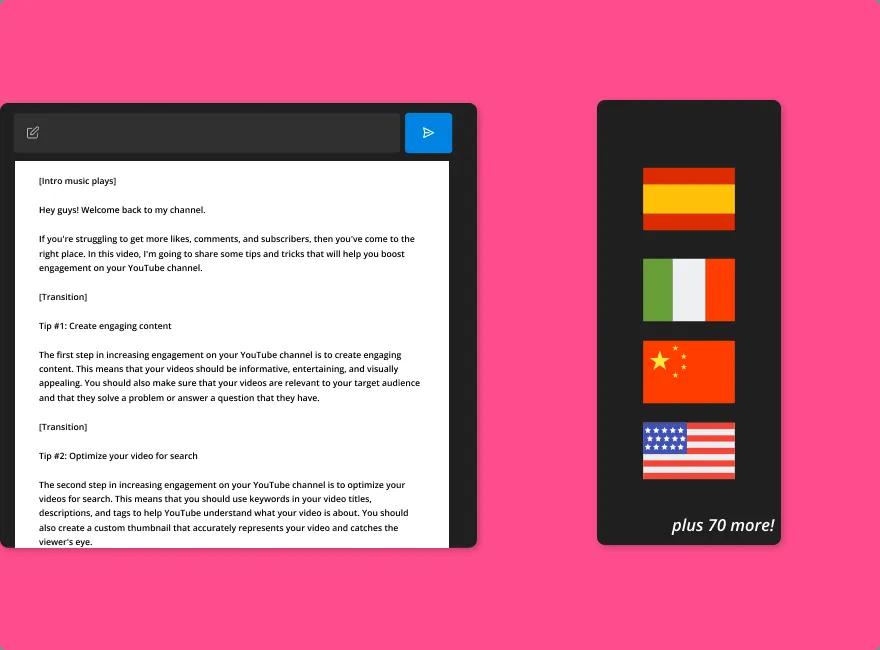 [Intro music plays]
Hey guys! Welcome back to my channel.
If you're struggling to get more likes, comments, and subscribers, then you've come to the
right place. In this video, I'm going to share some tips and tricks that will help you boost
engagement on your YouTube channel.
[Transition]
Tip #1: Create engaging content
The first step in increasing engagement on your YouTube channel is to create engaging
content. This means that your videos should be informative, entertaining, and visually
appealing. You should also make sure that your videos are relevant to your target audience
and that they solve a problem or answer a question that they have.
[Transition]
Tip #2: Optimize your video for search
The second step in increasing engagement on your YouTube channel is to optimize your
videos for search. This means that you should use keywords in your video titles,
descriptions, and tags to help YouTube understand what your video is about. You should
also create a custom thumbnail that accurately represents your video and catches the
viewer's eye.
plus 70 more!